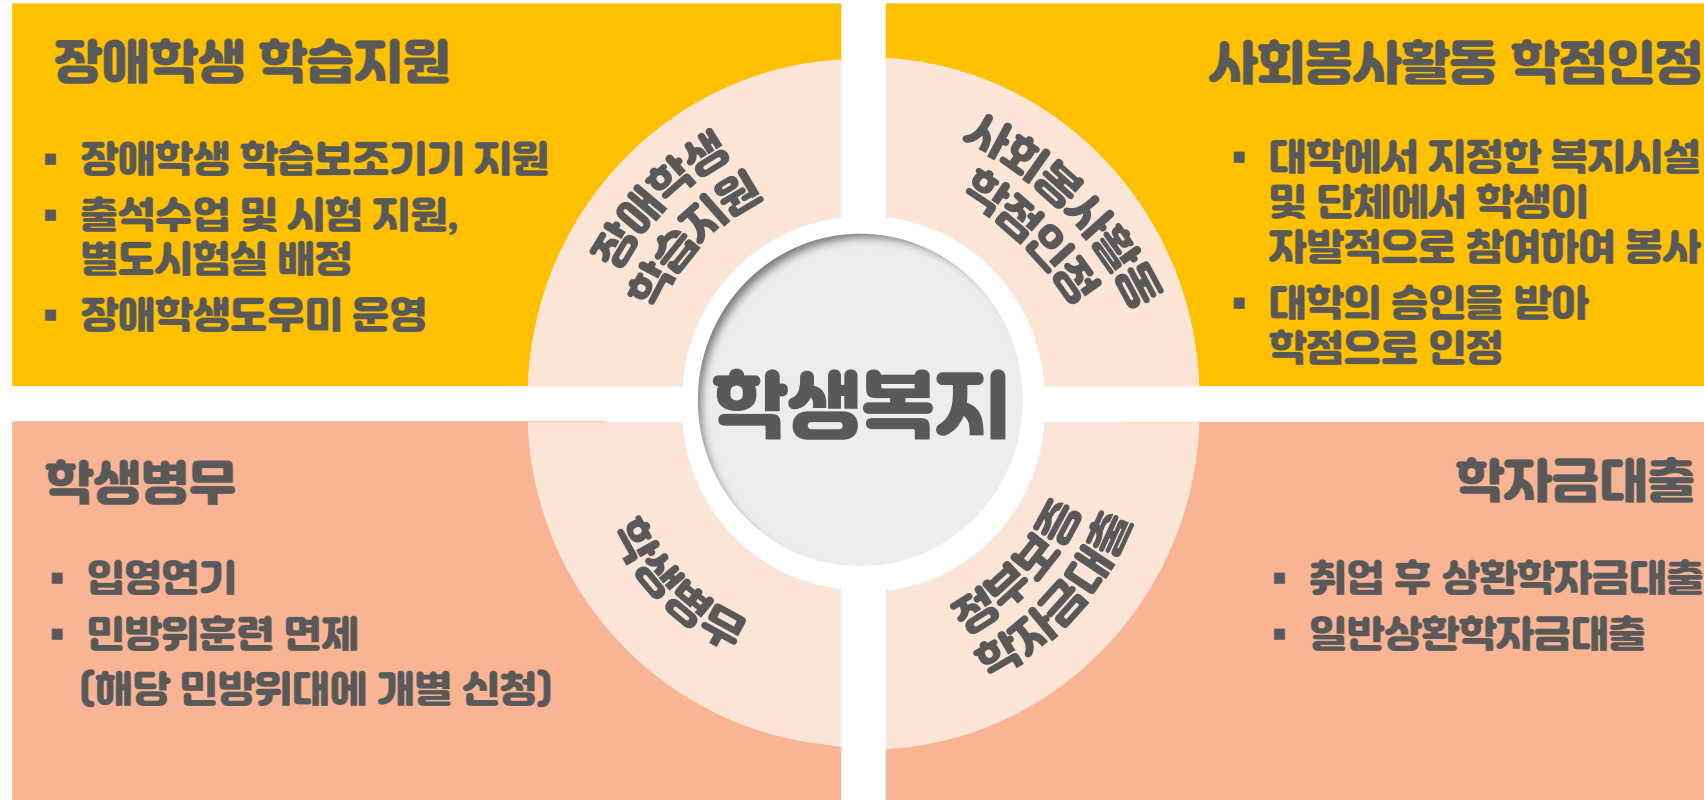 장애학생 학습지원
▪ 장애학생 학습보조기기 지원
▪ 출석수업 및 시험 지원,
별도시험실 배정
▪ 장애학생도우미 운영
사회봉사활동 학점인정
▪ 대학에서 지정한 복지시설
및 단체에서 학생이
자발적으로 참여하여 봉사
▪ 대학의 승인을 받아
학점으로 인정
장애학생
학습지원
사회봉사활동
학점인정
학생복지
학생병무
▪ 입영연기
▪ 민방위훈련 면제
(해당 민방위대에 개별 신청)
학생병무
정부보증
학자금대출
학자금대출
▪ 취업 후 상환학자금대출
▪ 일반상환학자금대출